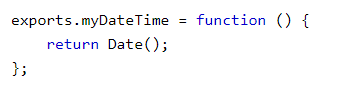 exports.myDateTime = function () {
    return Date();
};